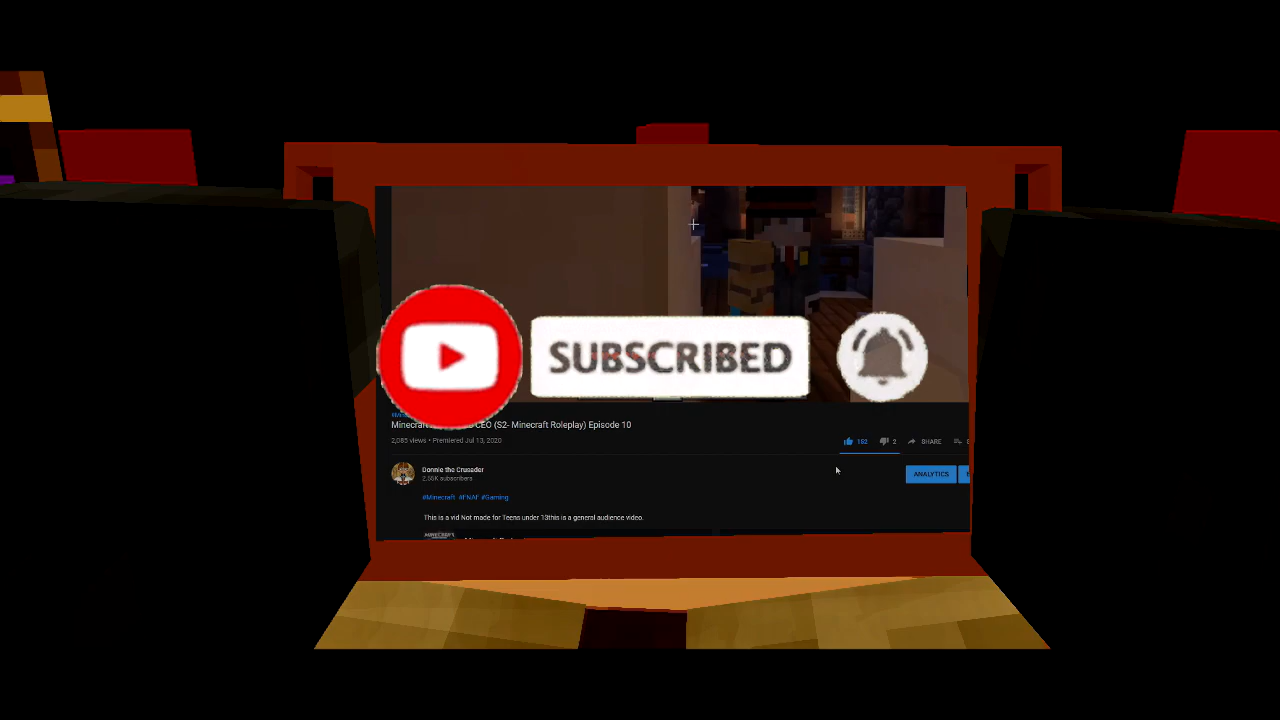 SUBSCRIBED
CEO (S2- Minecraft Roleplay) Episode 10
2,085 views • Premiered Jul 13, 2020
182 2 SHARE
Donnie the Crusader
2.55K subscribers
ANALYTICS
#Minecraft #FNAF #Gaming
This is a vid Not made for Teens under 13this is a general audience video.